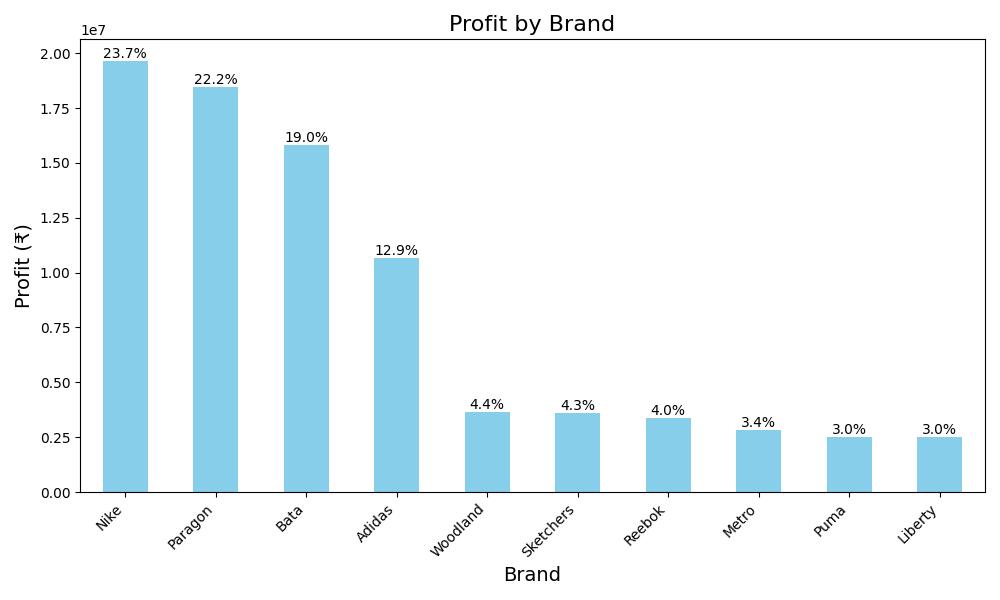 Profit by Brand
1e7
2.00
1.75
1.50
1.25
1.00
0.75
0.50
0.25
0.00
Profit (₹)
23.7%
22.2%
19.0%
12.9%
4.4%
4.3%
4.0%
3.4%
3.0%
3.0%
Nike
Paragon
Bata
Adidas
Woodland
Sketchers
Reebok
Metro
Puma
Liberty
Brand